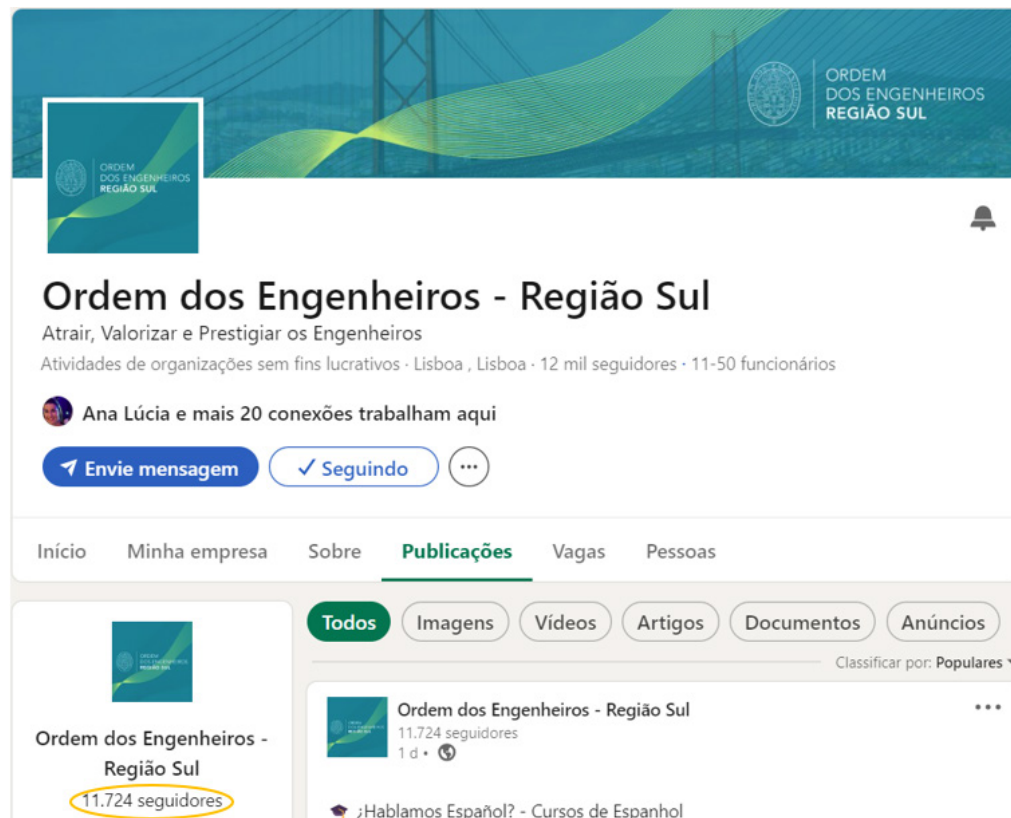 ORDEM
DOS ENGENHEIROS
REGIÃO SUL
ORDEM
DOS ENGENHEIROS
REGIÃO SUL
Ordem dos Engenheiros - Região Sul
Atrair, Valorizar e Prestigiar os Engenheiros
Atividades de organizações sem fins lucrativos · Lisboa , Lisboa · 12 mil seguidores · 11-50 funcionários
Ana Lúcia e mais 20 conexões trabalham aqui
Envie mensagem Seguindo
Início Minha empresa Sobre Publicações Vagas Pessoas
Todos Imagens Vídeos Artigos Documentos Anúncios
Classificar por: Populares
Ordem dos Engenheiros -
Região Sul
11.724 seguidores
Ordem dos Engenheiros - Região Sul
11.724 seguidores
1 d •
¿Hablamos Español? - Cursos de Espanhol